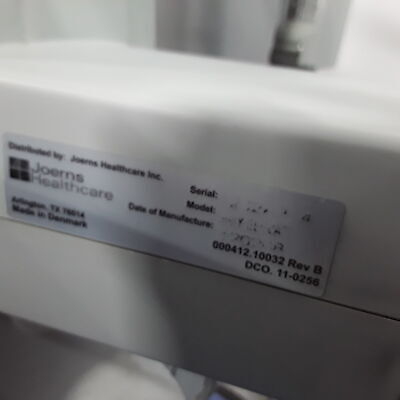 Distributed by: Joerns Healthcare Inc.
Joerns
Healthcare
Arlington, TX 76014
Made in Denmark
Serial:
Model:
Date of Manufacture:
000412.10032 Rev B
DCO. 11-0256